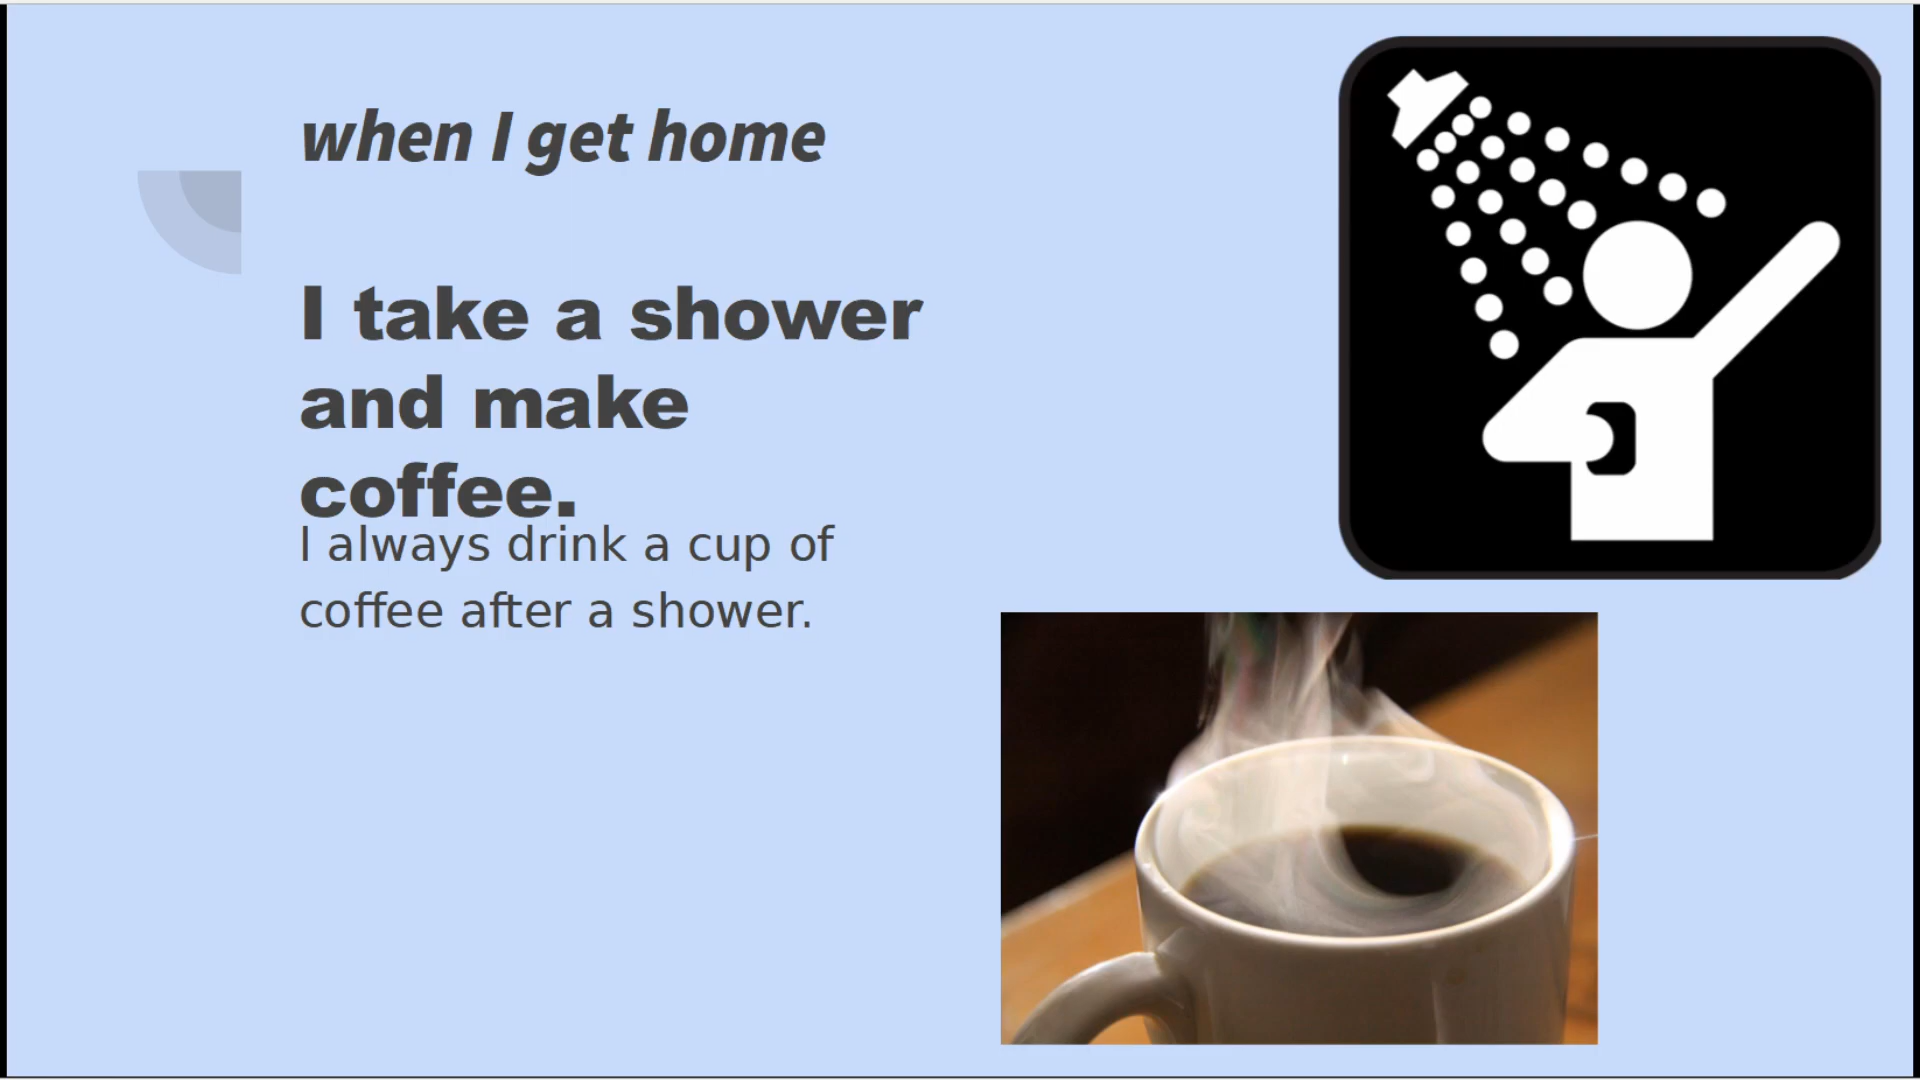 when I get home
I take a shower
and make
coffee.
I always drink a cup of
coffee after a shower.